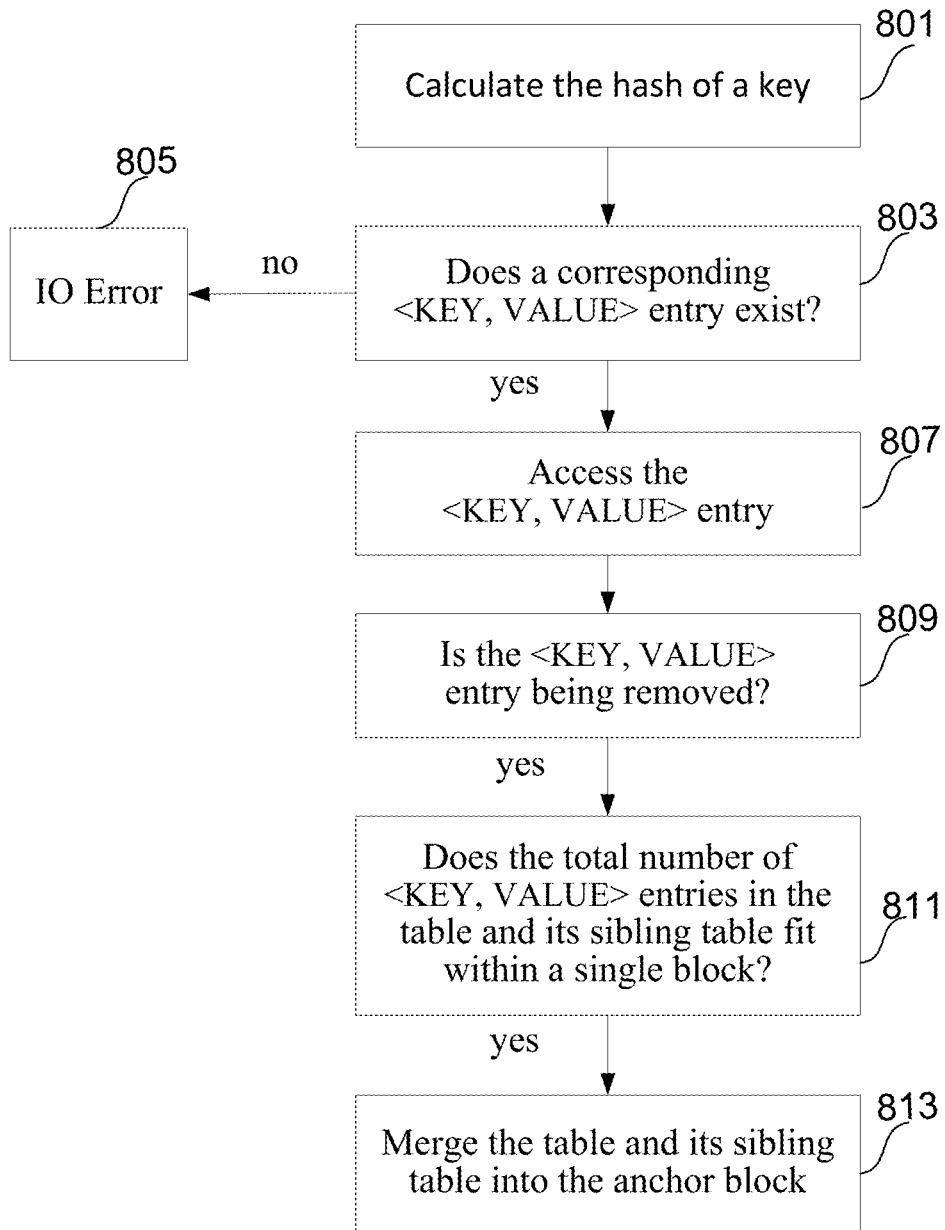 801
Calculate the hash of a key
805
803
IO Error
no
Does a corresponding
<KEY, VALUE> entry exist?
yes
807
Access the
<KEY, VALUE> entry
809
Is the <KEY, VALUE>
entry being removed?
yes
Does the total number of
<KEY, VALUE> entries in the
table and its sibling table fit
within a single block?
811
yes
813
Merge the table and its sibling
table into the anchor block